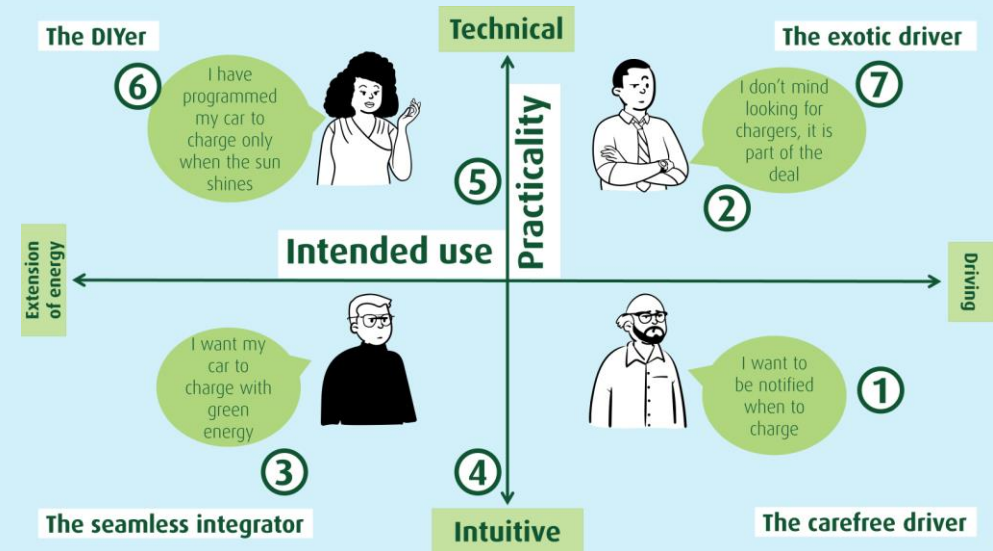 Technical
The DIYer
The exotic driver
6
I have
programmed
my car to
charge only
when the sun
shines
7
I don't mind
looking for
chargers, it is
part of the
deal
5
2
Practicality
Intended use
Extension
of energy
Driving
I want my
car to
charge with
green
energy
I want to
be notified
when to
charge
1
3
4
The seamless integrator
Intuitive
The carefree driver